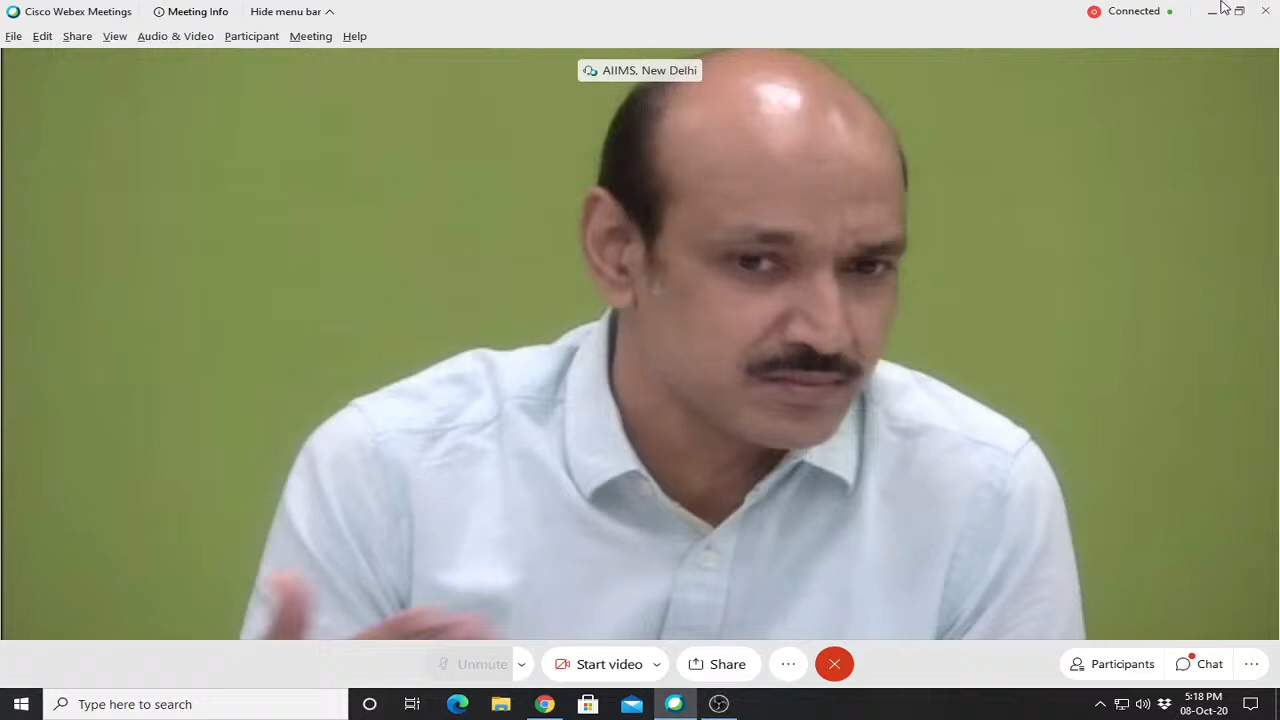 Cisco Webex Meetings Meeting Info Hide menu bar Connected
File Edit Share View Audio & Video Participant Meeting Help
AIIMS, New Delhi
Unmute Start video Share Participants Chat
Type here to search
5:18 PM
08-Oct-20